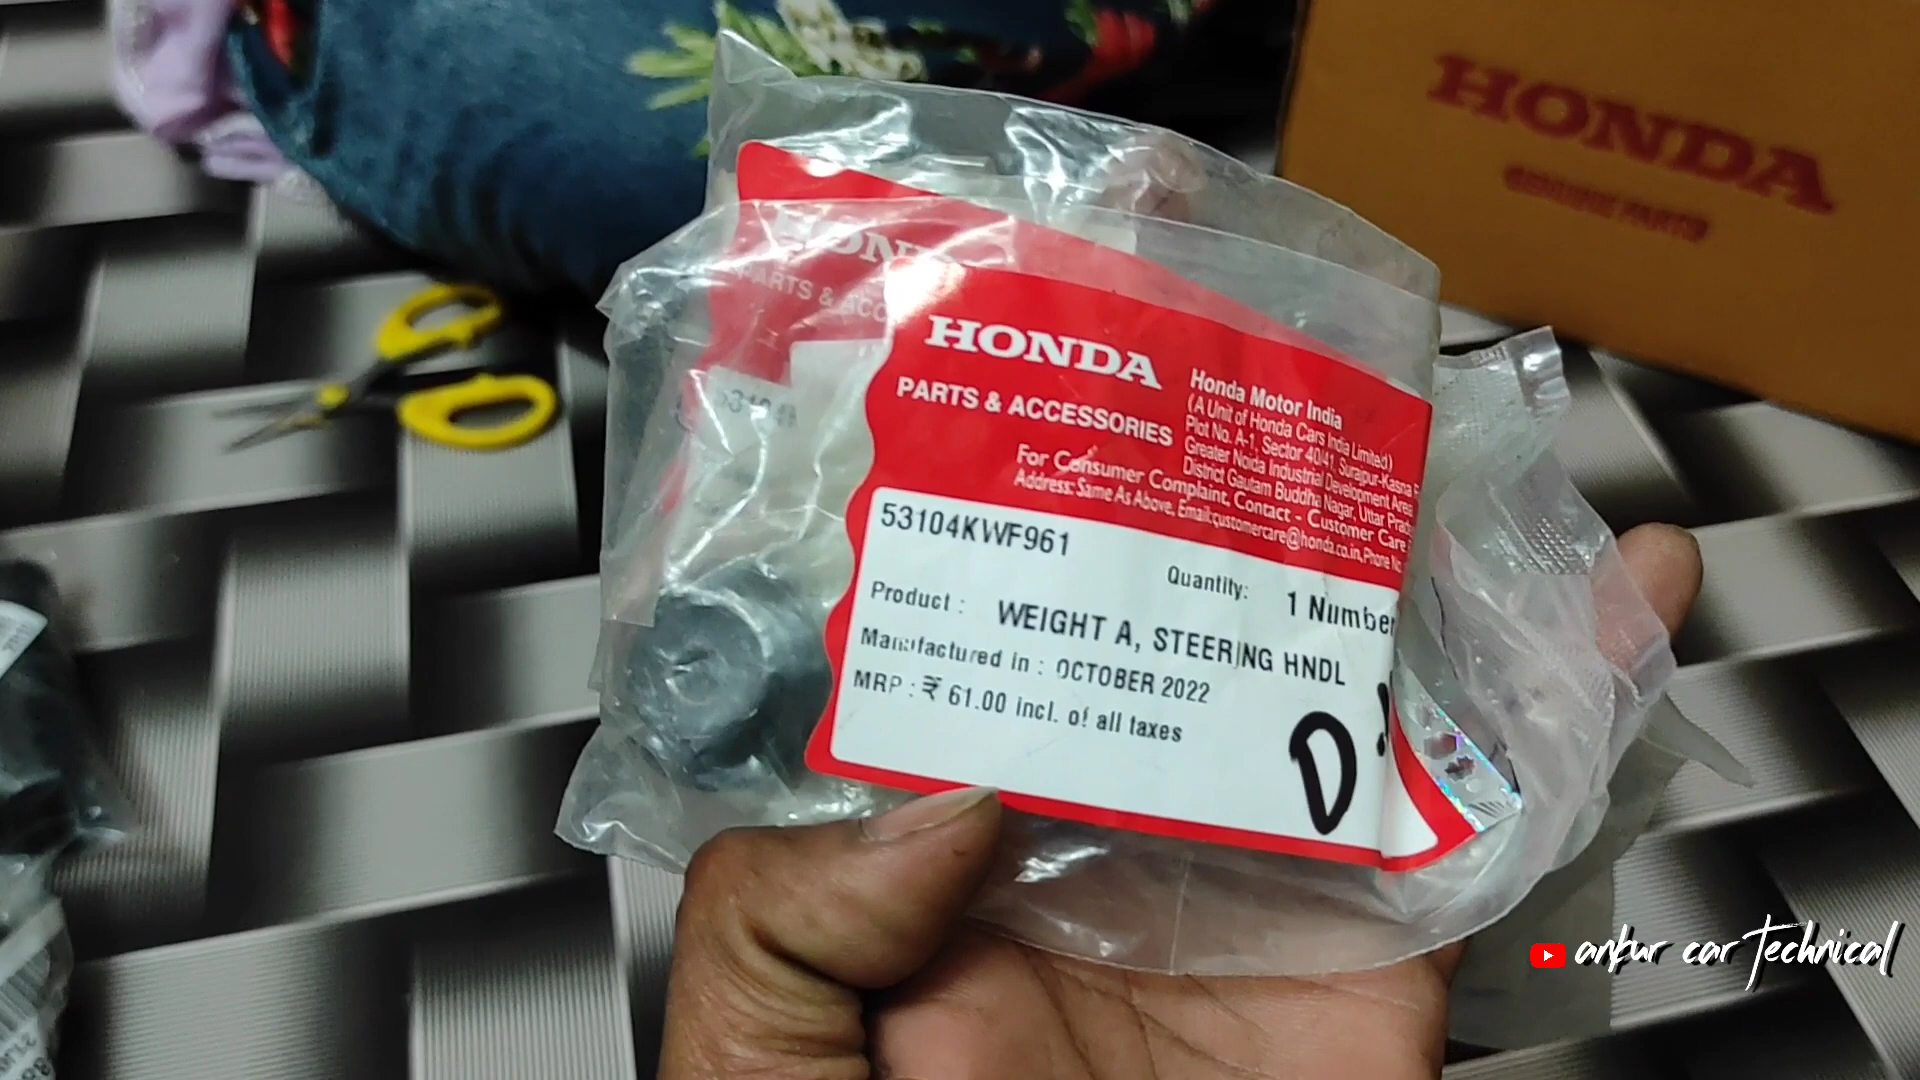 HONDA
GENUINE PARTS
HONDA
PARTS & ACCESSORIES
Honda Motor India
(A Unit of Honda Cars India Limited)
Plot No. A-1, Sector 40/41, Surajpur-Kasna
Greater Noida Industrial Development Area
District Gautam Buddha Nagar, Uttar
For Consumer Complaint, Contact - Customer Care
Address: Same As Above, Email:customercare@honda.co.in, Phone No.
53104KWF961
Quantity: 1 Number
Product : WEIGHT A, STEERING HNDL
Manufactured in : OCTOBER 2022
MRP : ₹ 61.00 incl. of all taxes
D
PARTS &
ankur car Technical